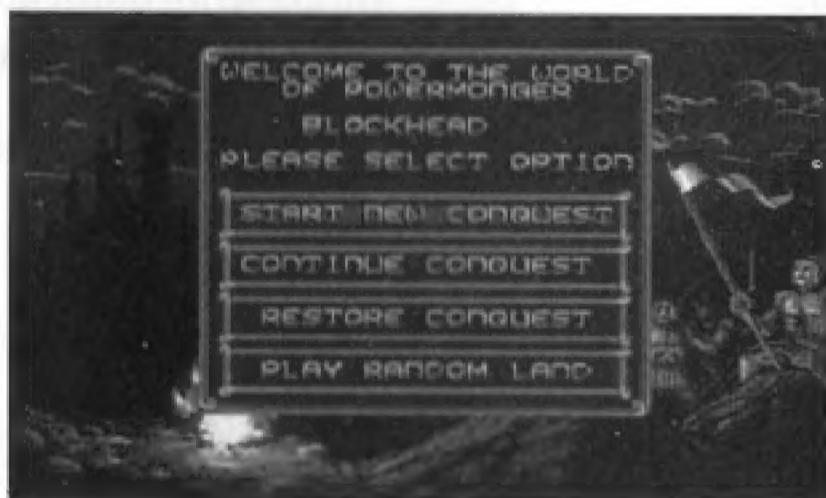 WELCOME TO THE WORLD
OF POWERMONGER
BLOCKHEAD
PLEASE SELECT OPTION
START NEW CONQUEST
CONTINUE CONQUEST
RESTORE CONQUEST
PLAY RANDOM LAND